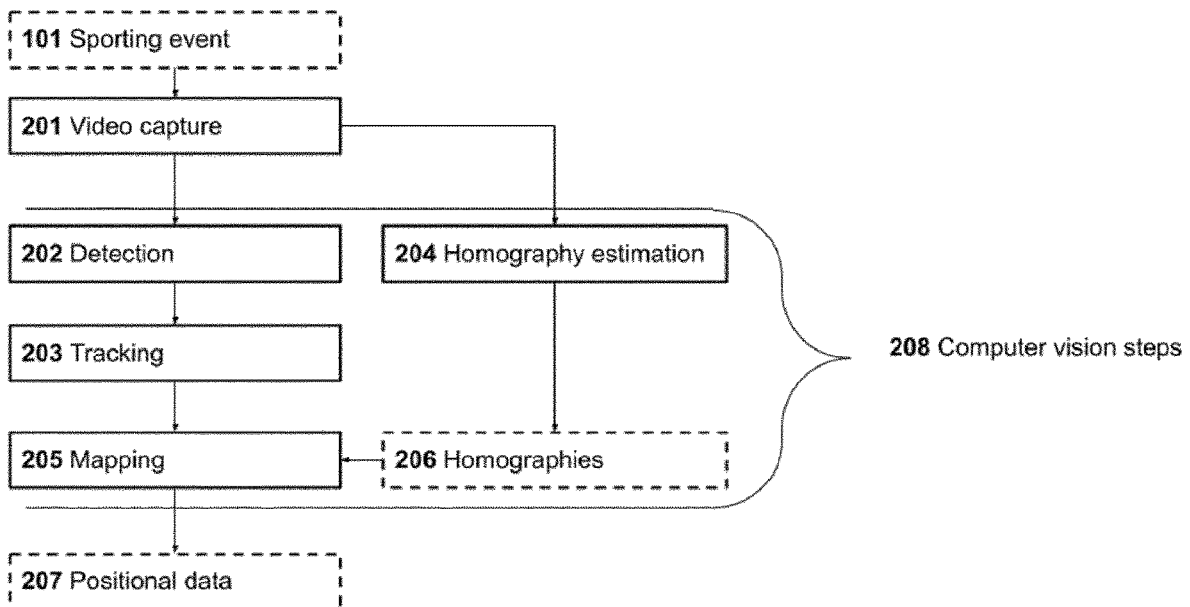 101 Sporting event
201 Video capture
202 Detection
204 Homography estimation
203 Tracking
208 Computer vision steps
205 Mapping
206 Homographies
207 Positional data